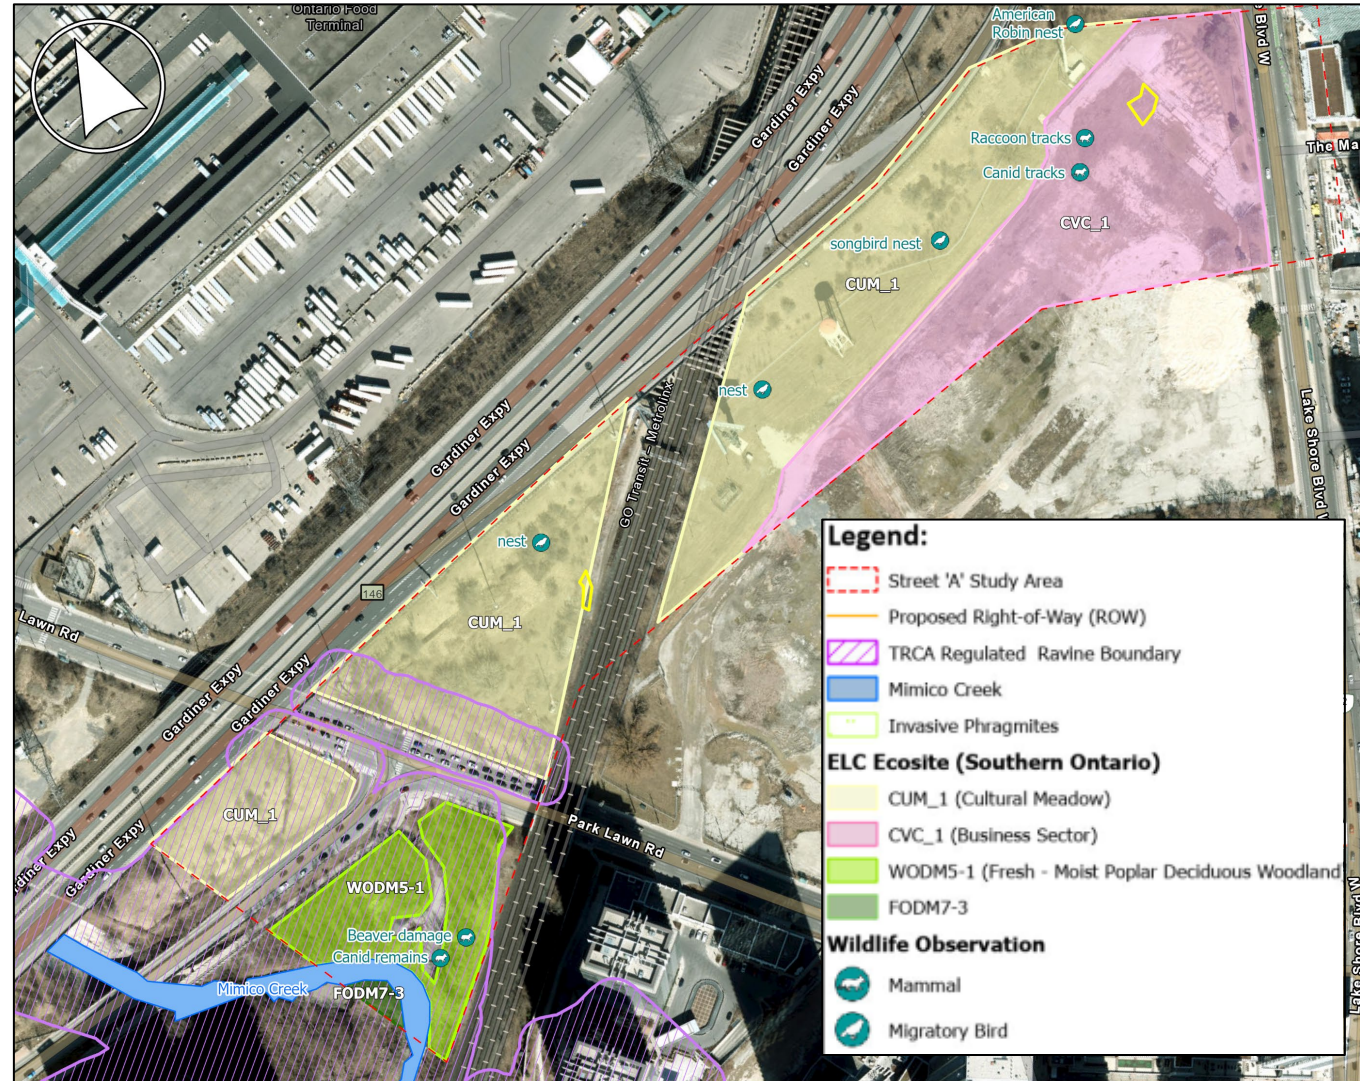 Ontario Food
Terminal
American
Robin nest
Gardiner Expy
Gardiner Expy
Blvd W
The Ma
Raccoon tracks
Canid tracks
CVC_1
songbird nest
CUM_1
nest
GO Transit – Metrolinx
Gardiner Expy
Gardiner Expy
Lake Shore Blvd
nest
146
CUM_1
Lawn Rd
Gardiner Expy
Gardiner Expy
CUM_1
Park Lawn Rd
diner Expy
Gardiner Expy
WODM5-1
Beaver damage
Canid remains
Mimico Creek
FODM7-3
Lake Shore Blvd W
Legend:
Street 'A' Study Area
Proposed Right-of-Way (ROW)
TRCA Regulated Ravine Boundary
Mimico Creek
Invasive Phragmites
ELC Ecosite (Southern Ontario)
CUM_1 (Cultural Meadow)
CVC_1 (Business Sector)
WODM5-1 (Fresh - Moist Poplar Deciduous Woodland
FODM7-3
Wildlife Observation
Mammal
Migratory Bird